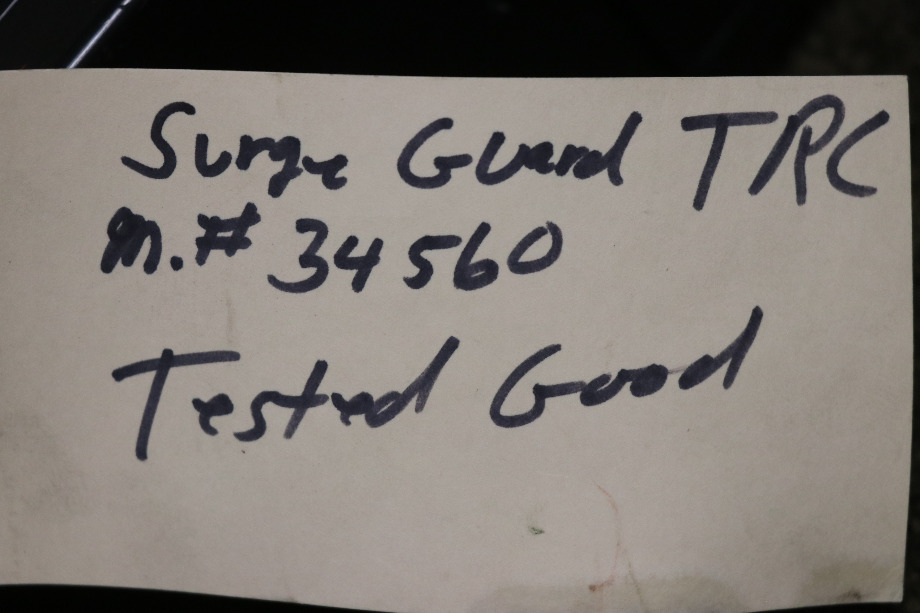 Surge Guard TRC
M.# 34560
Tested Good